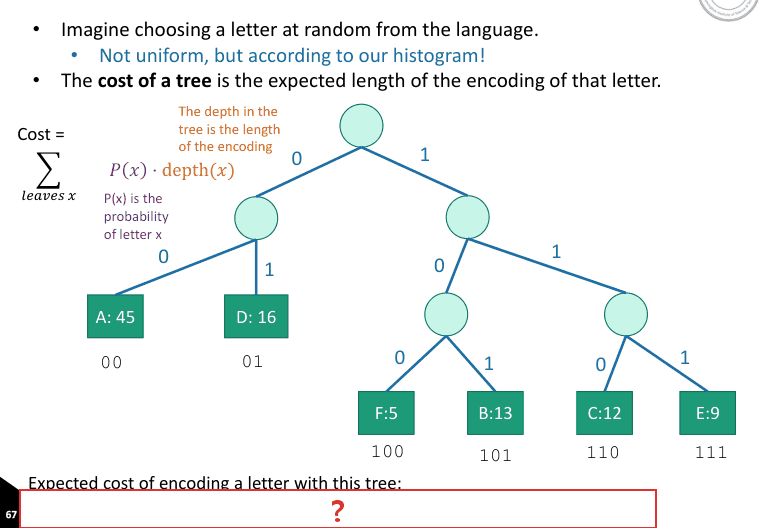 • Imagine choosing a letter at random from the language.
• Not uniform, but according to our histogram!
• The cost of a tree is the expected length of the encoding of that letter.
The depth in the
tree is the length
of the encoding
Cost =
∑ P(x) · depth(x)
leaves x
P(x) is the
probability
of letter x
0 1
0 1 0 1
A: 45 D: 16
00 01
0 1 0 1
F:5 B:13 C:12 E:9
100 101 110 111
Expected cost of encoding a letter with this tree:
?
67